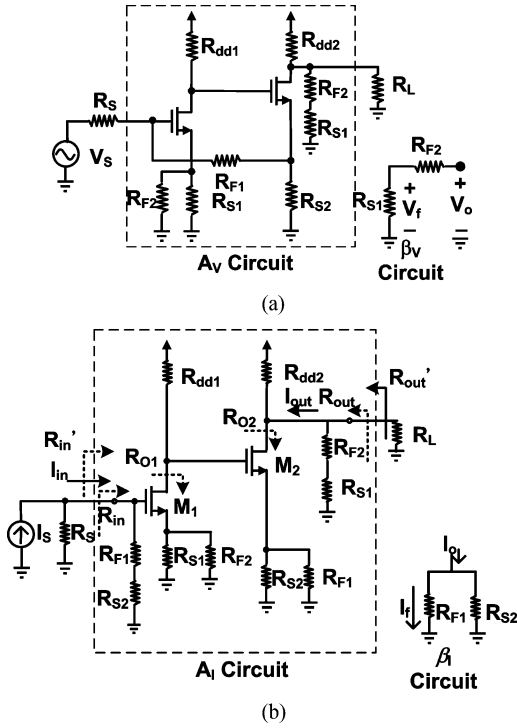 Rdd1
Rdd2
RS
RF2
RL
VS
RS1
RF1
RF2
RS1
RS2
AV Circuit
RF2
RS1
+
Vf
−
+
Vo
−
βV
Circuit
(a)
Rdd1
Rdd2
Iout Rout
Rout'
RO2
Rin'
RO1
M2
RF2
RL
Iin
M1
RS1
IS
RS
Rin
RF1
RS1
RF2
RS2
RS2
RF1
AI Circuit
Io
If
RF1
RS2
βI
Circuit
(b)